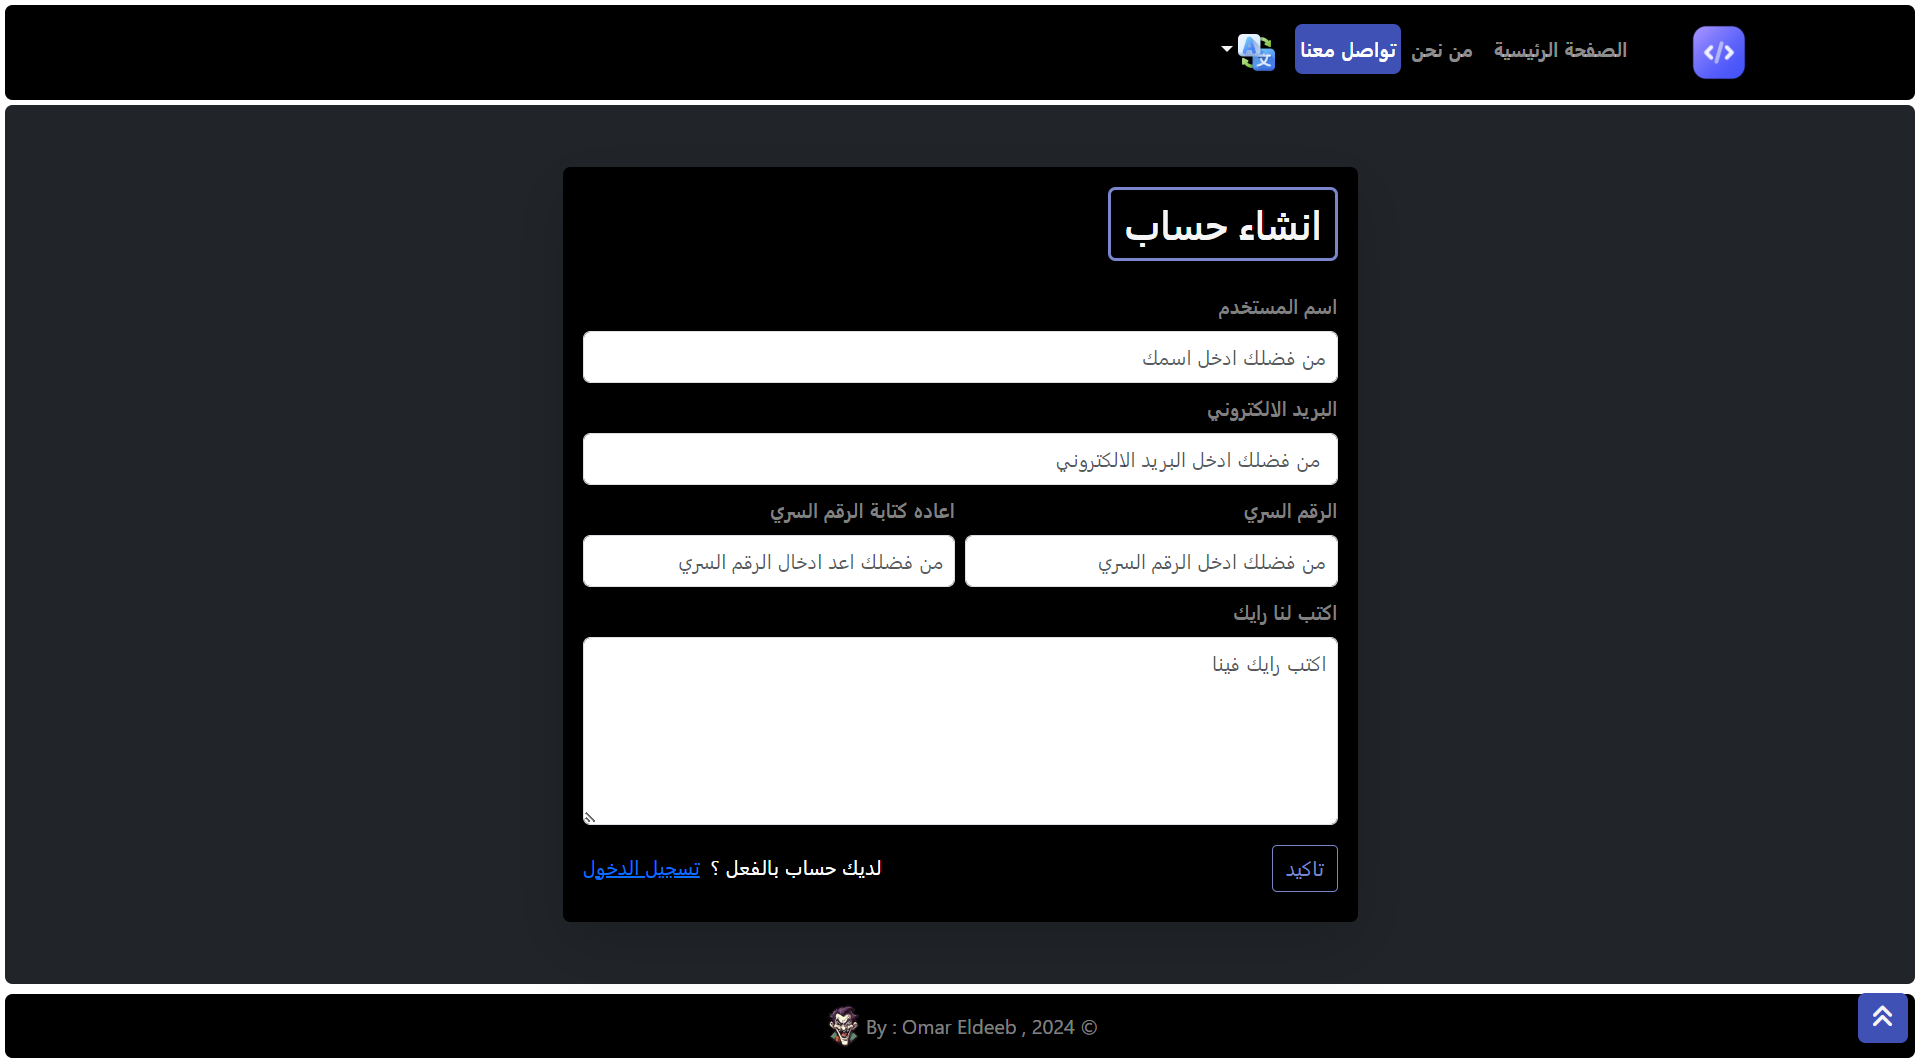 الصفحة الرئيسية
من نحن
تواصل معنا
انشاء حساب
اسم المستخدم
من فضلك ادخل اسمك
البريد الالكتروني
من فضلك ادخل البريد الالكتروني
الرقم السري
من فضلك ادخل الرقم السري
اعاده كتابة الرقم السري
من فضلك اعد ادخال الرقم السري
اكتب لنا رايك
اكتب رايك فينا
تاكيد
لديك حساب بالفعل ؟ تسجيل الدخول
By : Omar Eldeeb , 2024 ©